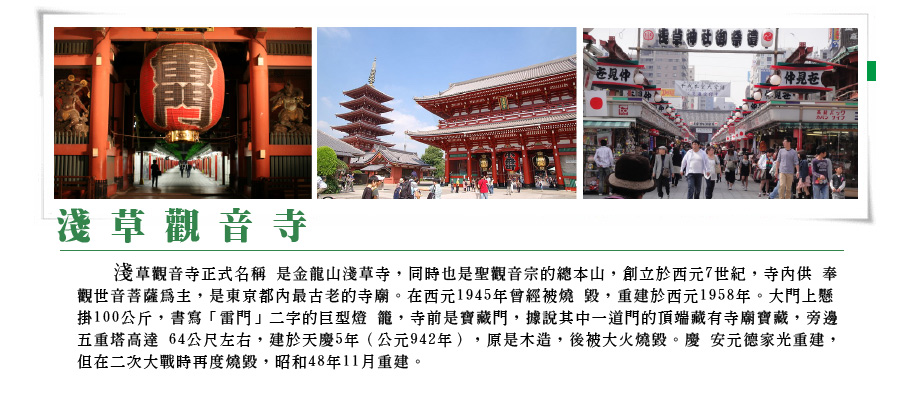 淺草神社御祭道
仲見世
仲見世
淺草觀音寺
淺草觀音寺正式名稱 是金龍山淺草寺，同時也是聖觀音宗的總本山，創立於西元7世紀，寺內供 奉
觀世音菩薩為主，是東京都內最古老的寺廟。在西元1945年曾經被燒 毀，重建於西元1958年。大門上懸
掛100公斤，書寫「雷門」二字的巨型燈 籠，寺前是寶藏門，據說其中一道門的頂端藏有寺廟寶藏，旁邊
五重塔高達 64公尺左右，建於天慶5年（公元942年），原是木造，後被大火燒毀。慶 安元德家光重建，
但在二次大戰時再度燒毀，昭和48年11月重建。